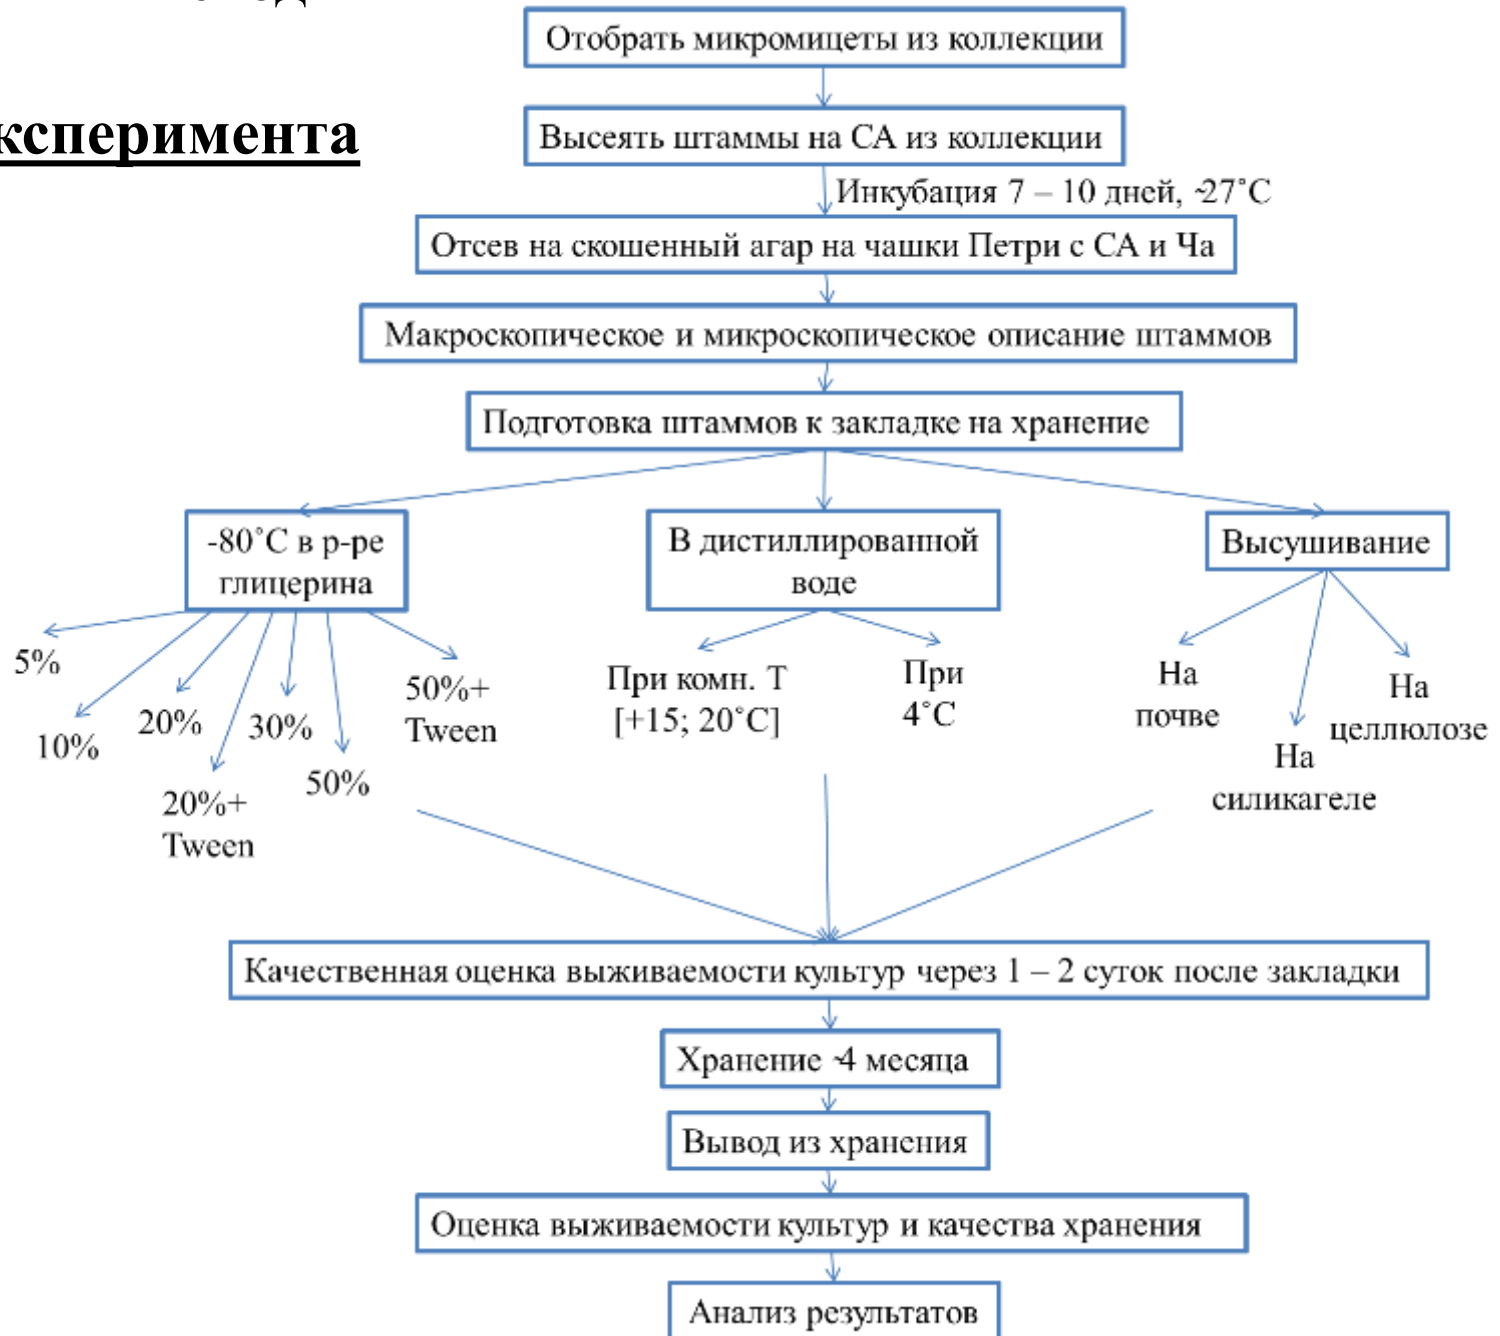 ксперимента
Отобрать микромицеты из коллекции
Высеять штаммы на СА из коллекции
Инкубация 7 – 10 дней, ~27˚С
Отсев на скошенный агар на чашки Петри с СА и Ча
Макроскопическое и микроскопическое описание штаммов
Подготовка штаммов к закладке на хранение
-80˚С в р-ре
глицерина
5%
10%
20%
20%+
Tween
30%
50%
50%+
Tween
В дистиллированной
воде
При комн. Т
[+15; 20˚С]
При
4˚С
Высушивание
На
почве
На
силикагеле
На
целлюлозе
Качественная оценка выживаемости культур через 1 – 2 суток после закладки
Хранение ~4 месяца
Вывод из хранения
Оценка выживаемости культур и качества хранения
Анализ результатов